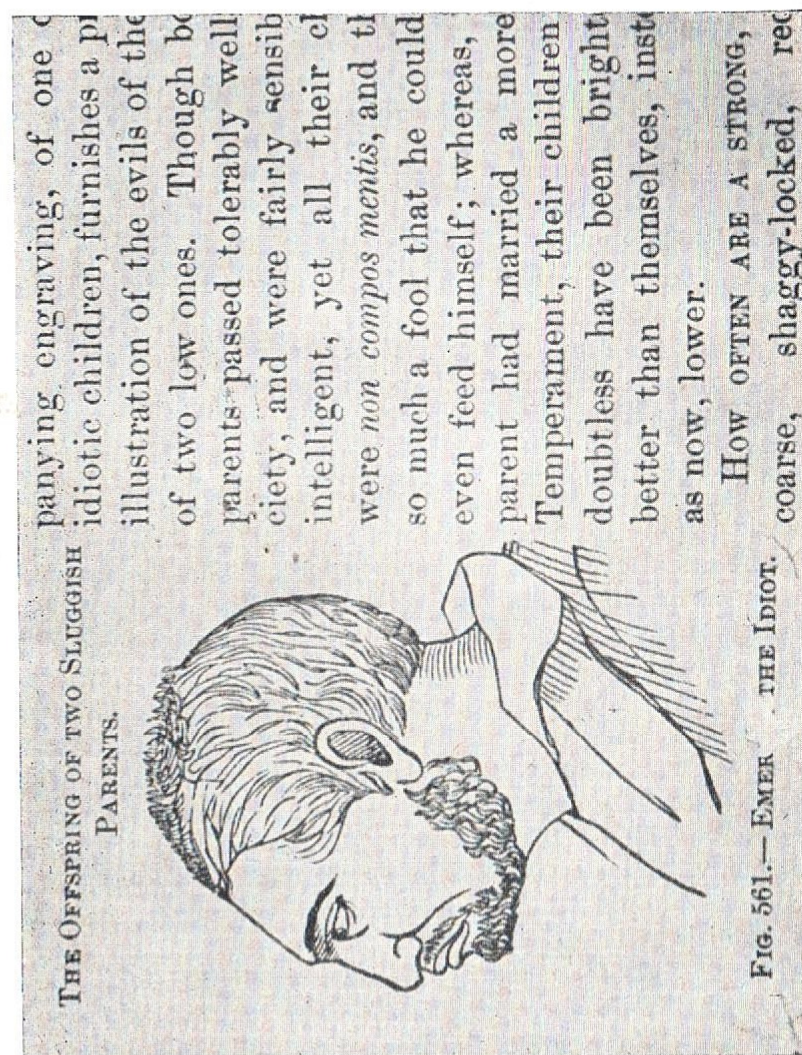 THE OFFSPRING OF TWO SLUGGISH
PARENTS.
FIG. 561.—EMER THE IDIOT.
panying engraving, of one
idiotic children, furnishes a
illustration of the evils of the
of two low ones. Though
parents passed tolerably well
ciety, and were fairly sensib
intelligent, yet all their
were non compos mentis, and
so much a fool that he could
even feed himself; whereas,
parent had married a more
Temperament, their children
doubtless have been bright
better than themselves, inste
as now, lower.
HOW OFTEN ARE A STRONG,
coarse, shaggy-locked,